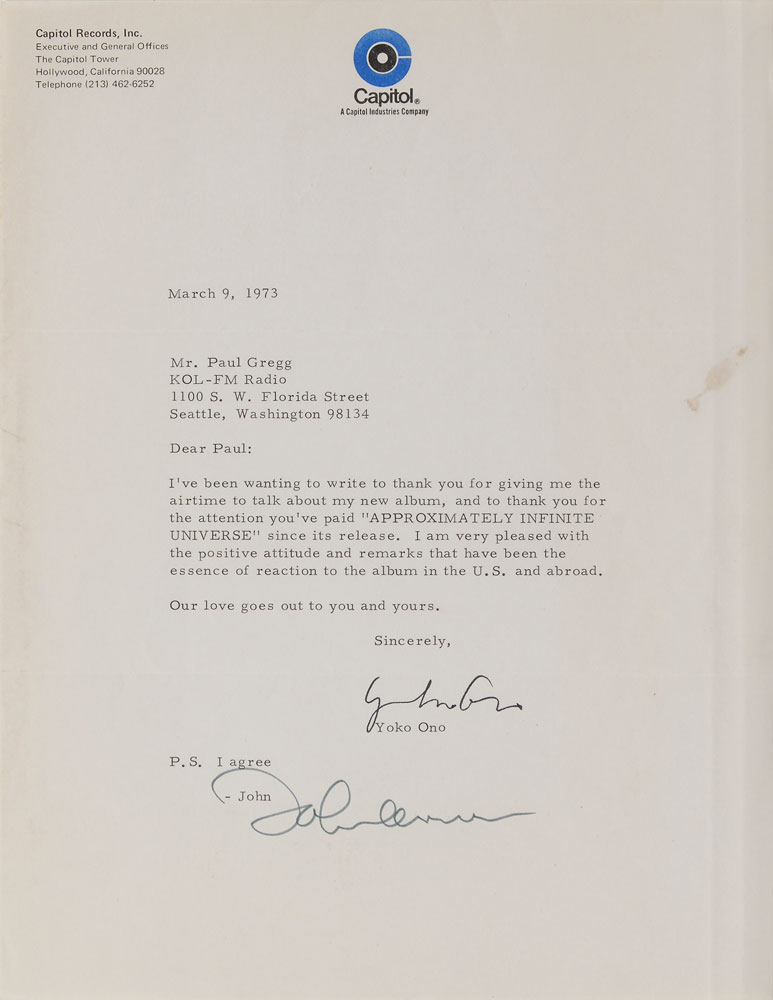 Capitol Records, Inc.
Executive and General Offices
The Capitol Tower
Hollywood, California 90028
Telephone (213) 462-6252
Capitol®
A Capitol Industries Company
March 9, 1973
Mr. Paul Gregg
KOL-FM Radio
1100 S. W. Florida Street
Seattle, Washington 98134
Dear Paul:
I've been wanting to write to thank you for giving me the
airtime to talk about my new album, and to thank you for
the attention you've paid "APPROXIMATELY INFINITE
UNIVERSE" since its release. I am very pleased with
the positive attitude and remarks that have been the
essence of reaction to the album in the U.S. and abroad.
Our love goes out to you and yours.
Sincerely,
Yoko Ono
Yoko Ono
P.S. I agree
- John
John Lennon